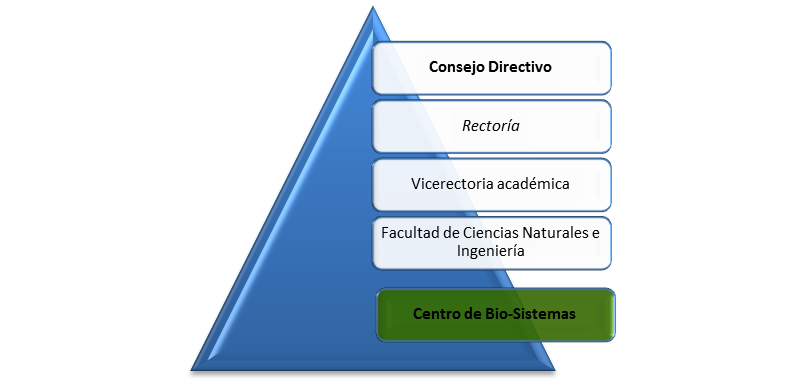 Consejo Directivo
Rectoría
Vicerectoria académica
Facultad de Ciencias Naturales e
Ingeniería
Centro de Bio-Sistemas